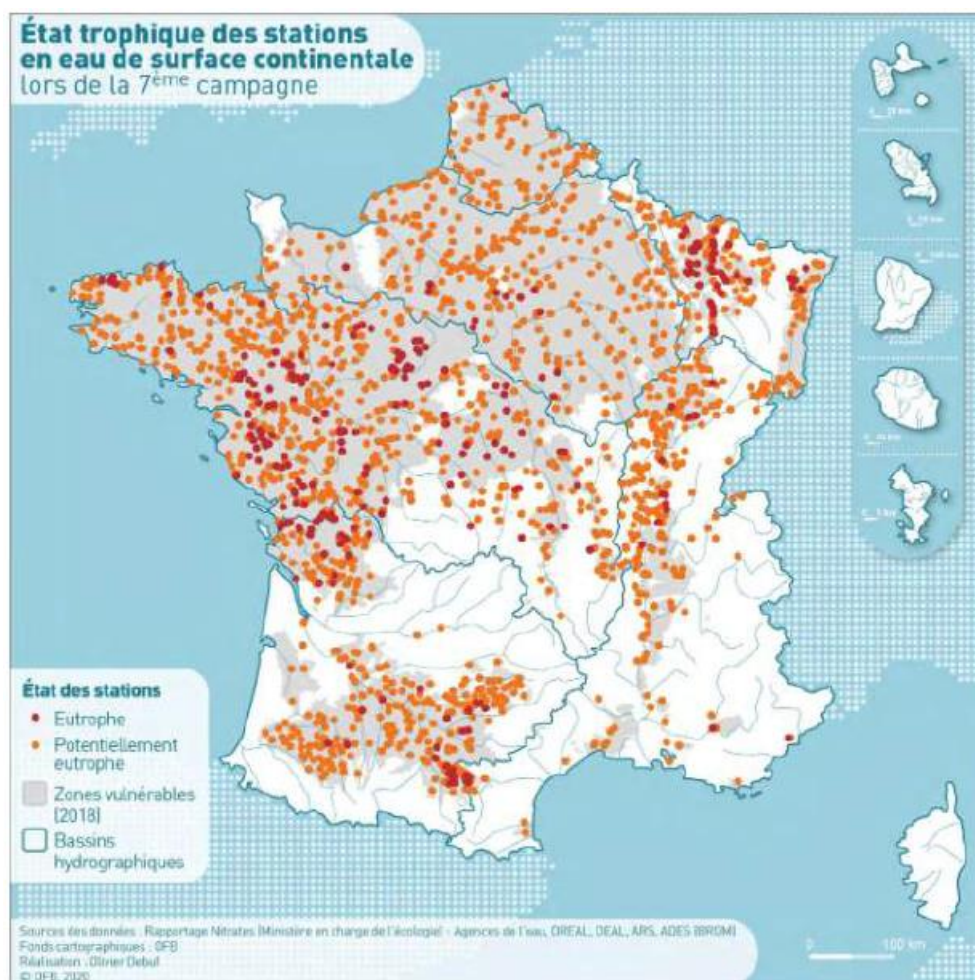 État trophique des stations
en eau de surface continentale
lors de la 7ème campagne
État des stations
Eutrophe
Potentiellement
eutrophe
Zones vulnérables
(2018)
Bassins
hydrographiques
Sources des données : Rapportage Nitrates (Ministère en charge de l'écologie) - Agences de l'eau, DREAL, DEAL, ARS, ADES (BRGM)
Fonds cartographiques : OFB
Réalisation : Olivier Debuf
© OFB, 2020
0 100 km